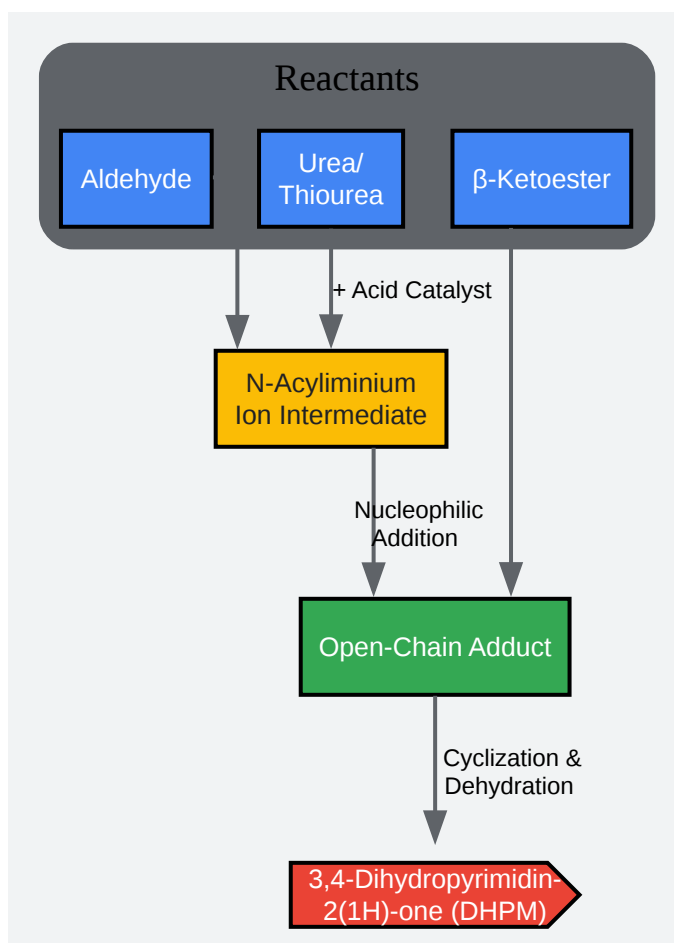 Reactants
Aldehyde
Urea/
Thiourea
β-Ketoester
+ Acid Catalyst
N-Acyliminium
Ion Intermediate
Nucleophilic
Addition
Open-Chain Adduct
Cyclization &
Dehydration
3,4-Dihydropyrimidin-
2(1H)-one (DHPM)